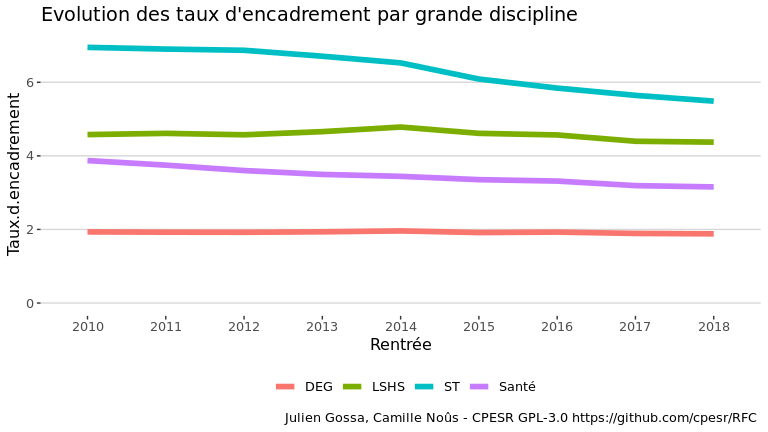 Evolution des taux d'encadrement par grande discipline
Taux.d.encadrement
6
4
2
0
2010 2011 2012 2013 2014 2015 2016 2017 2018
Rentrée
DEG LSHS ST Santé
Julien Gossa, Camille Noûs - CPESR GPL-3.0 https://github.com/cpesr/RFC